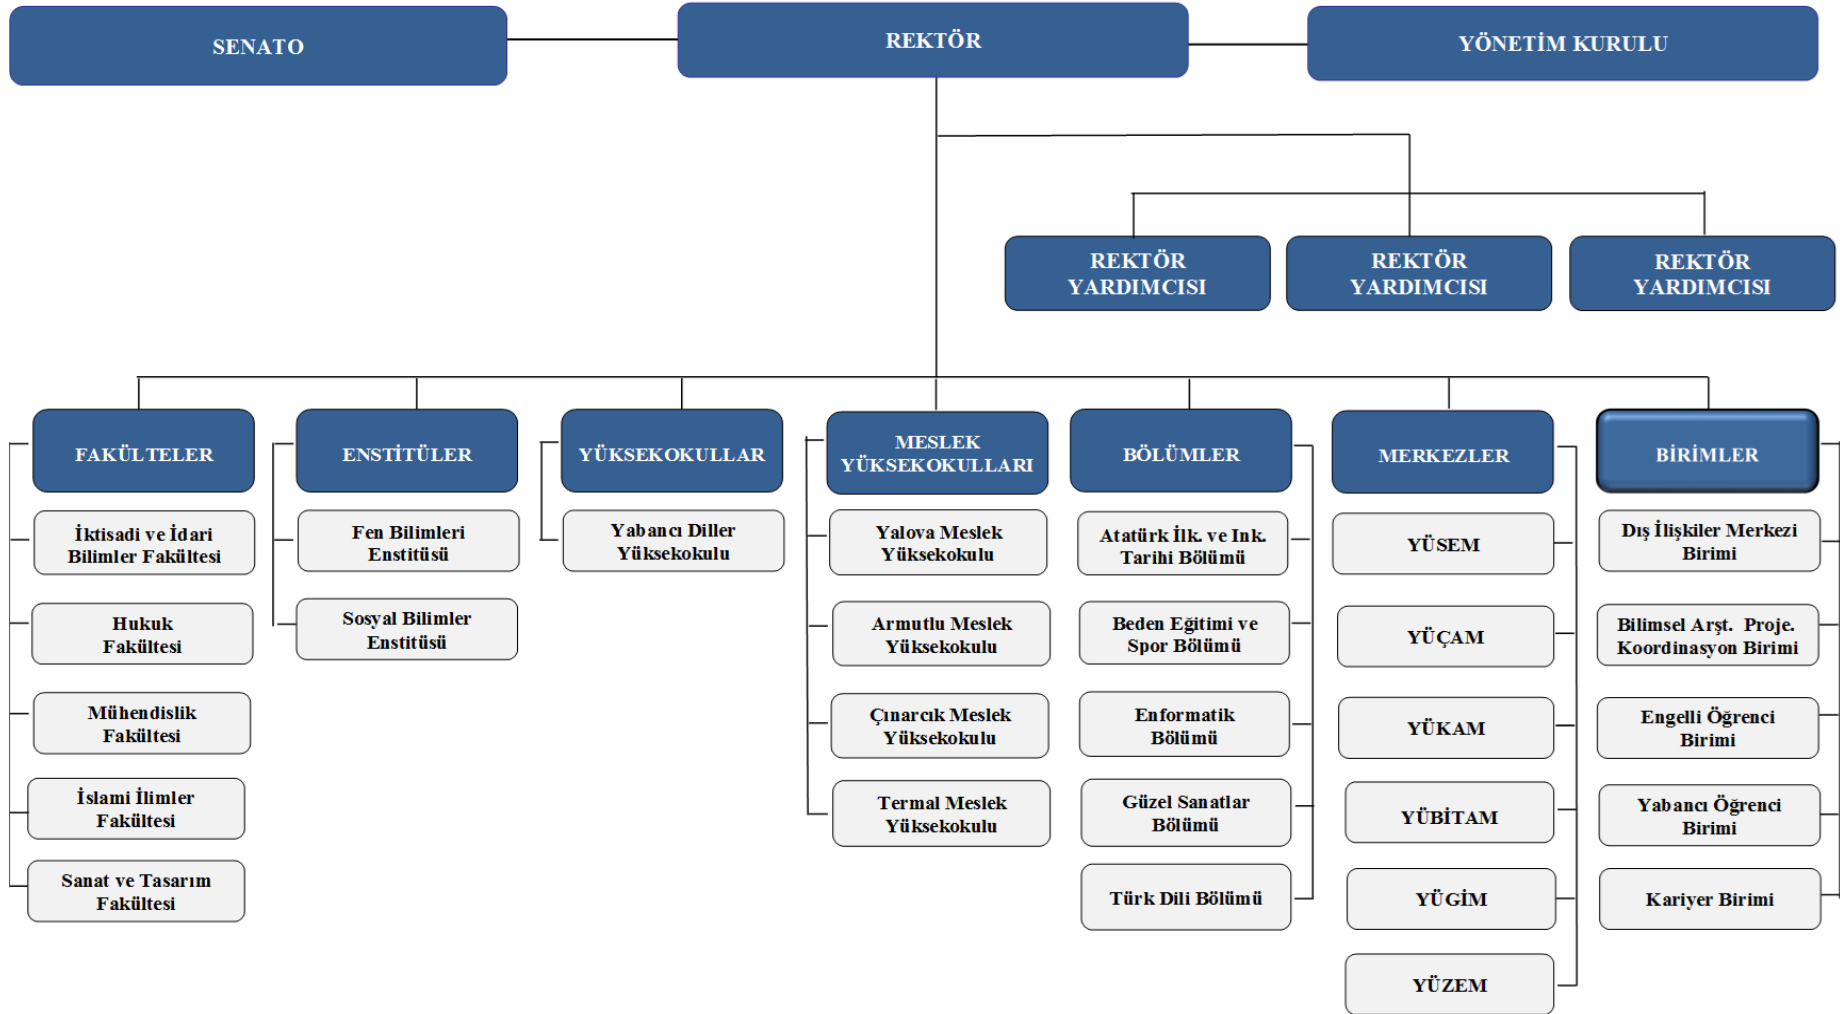 SENATO
REKTÖR
YÖNETİM KURULU
REKTÖR
YARDIMCISI
REKTÖR
YARDIMCISI
REKTÖR
YARDIMCISI
FAKÜLTELER
İktisadi ve İdari
Bilimler Fakültesi
Hukuk
Fakültesi
Mühendislik
Fakültesi
İslami İlimler
Fakültesi
Sanat ve Tasarım
Fakültesi
ENSTİTÜLER
Fen Bilimleri
Enstitüsü
Sosyal Bilimler
Enstitüsü
YÜKSEKOKULLAR
Yabancı Diller
Yüksekokulu
MESLEK
YÜKSEKOKULLARI
Yalova Meslek
Yüksekokulu
Armutlu Meslek
Yüksekokulu
Çınarcık Meslek
Yüksekokulu
Termal Meslek
Yüksekokulu
BÖLÜMLER
Atatürk İlk. ve Ink.
Tarihi Bölümü
Beden Eğitimi ve
Spor Bölümü
Enformatik
Bölümü
Güzel Sanatlar
Bölümü
Türk Dili Bölümü
MERKEZLER
YÜSEM
YÜÇAM
YÜKAM
YÜBİTAM
YÜGİM
YÜZEM
BİRİMLER
Dış İlişkiler Merkezi
Birimi
Bilimsel Arşt. Proje.
Koordinasyon Birimi
Engelli Öğrenci
Birimi
Yabancı Öğrenci
Birimi
Kariyer Birimi